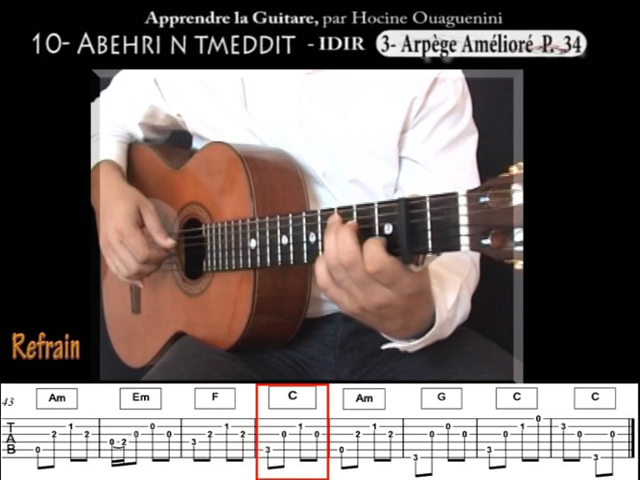 Apprendre la Guitare, par Hocine Ouaguenini
10- ABEHRI N TMEDDIT - IDIR 3- Arpège Amélioré P. 34
Refrain
Am Em F C Am G C C
43
T
A
B